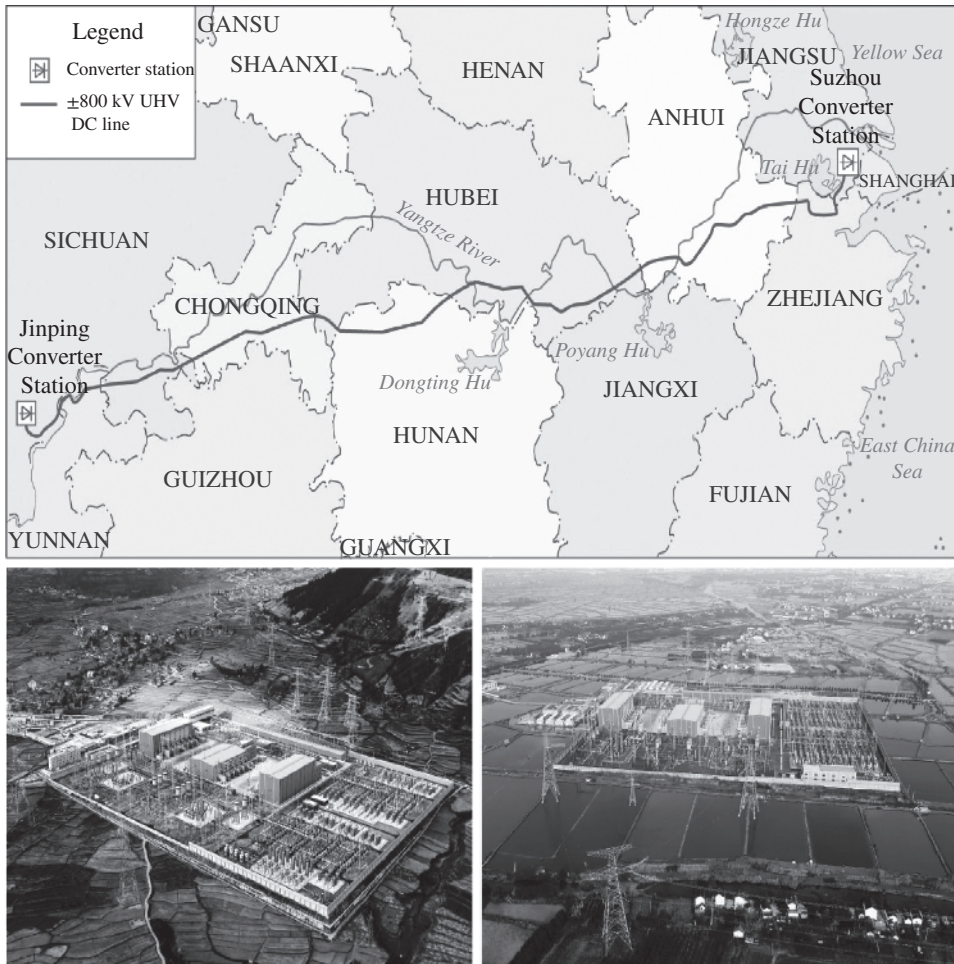 Legend
Converter station
±800 kV UHV
DC line
GANSU
SHAANXI
HENAN
Hongze Hu
JIANGSU
Yellow Sea
Suzhou
Converter
Station
ANHUI
Tai Hu
SHANGHAI
HUBEI
Yangtze River
SICHUAN
CHONGQING
ZHEJIANG
Jinping
Converter
Station
Dongting Hu
Poyang Hu
JIANGXI
HUNAN
GUIZHOU
East China
Sea
FUJIAN
YUNNAN
GUANGXI